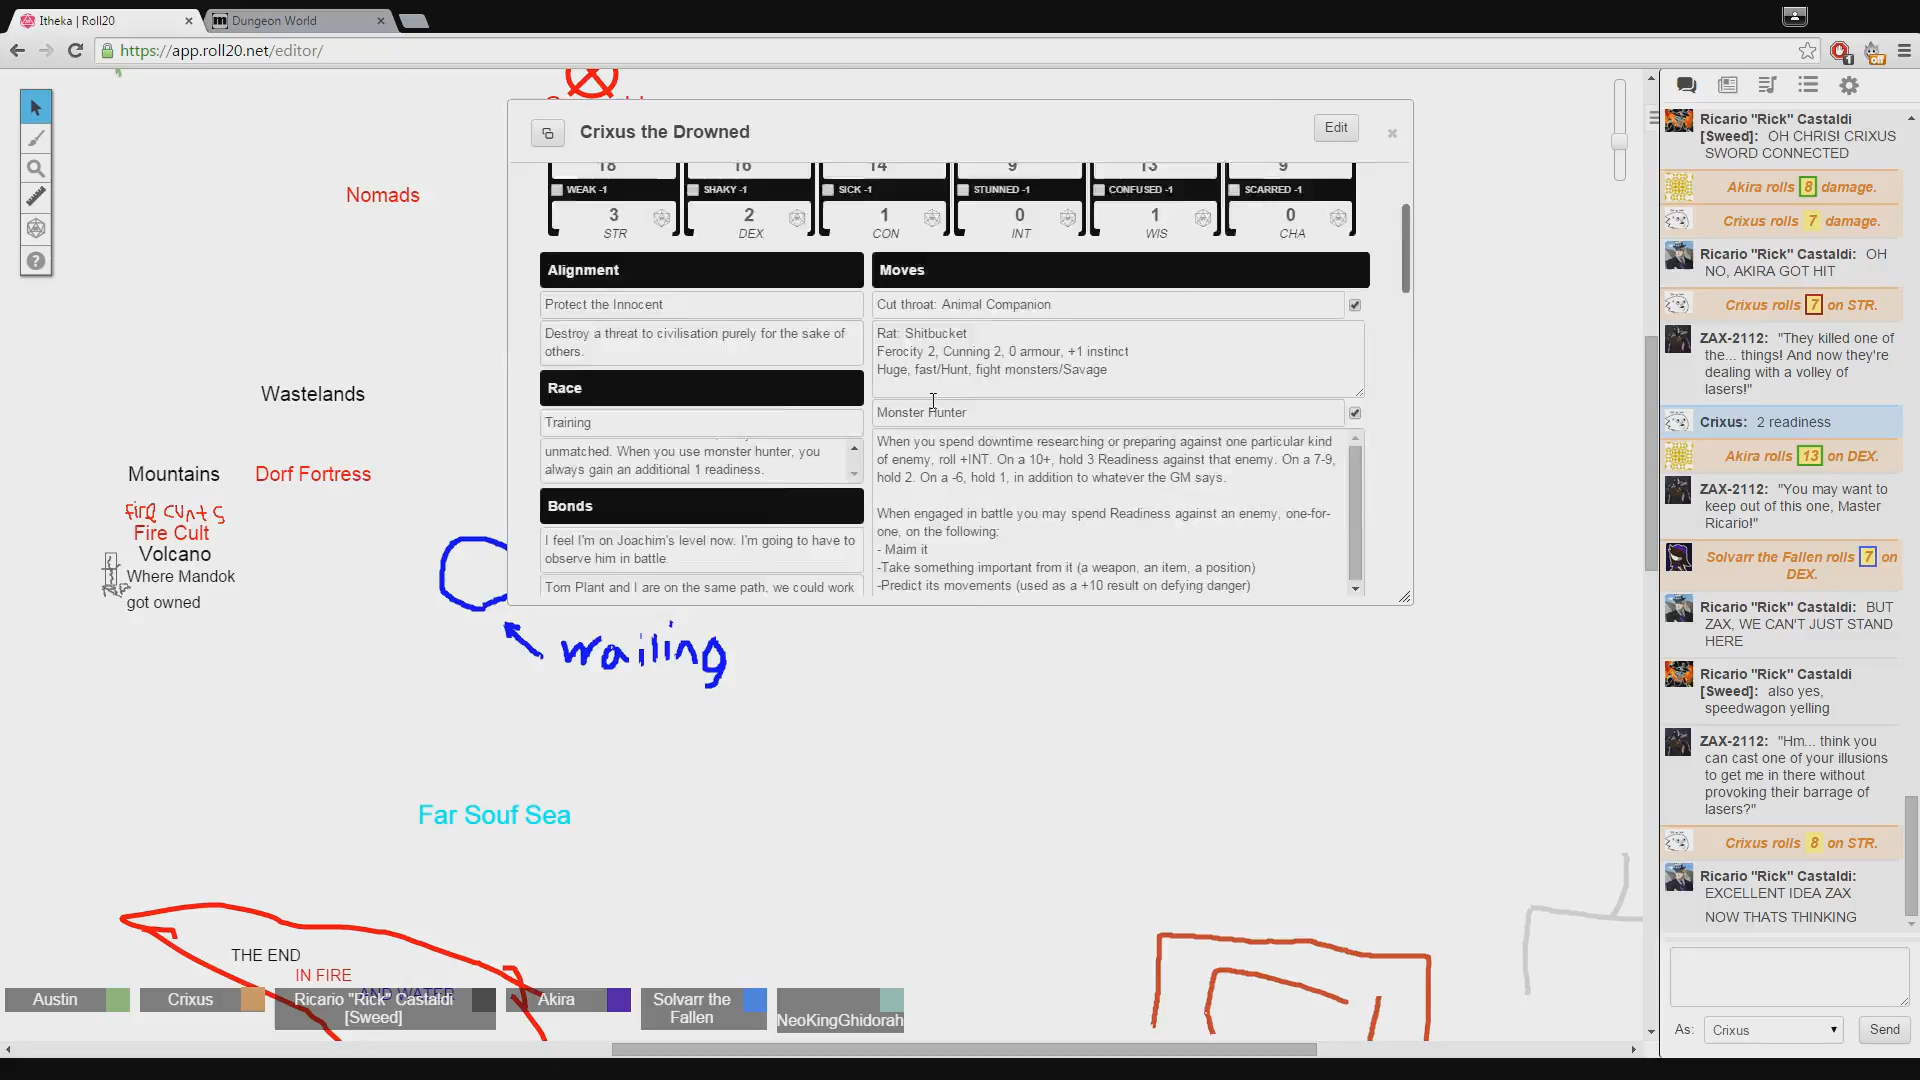 Itheka | Roll20
Dungeon World
https://app.roll20.net/editor/
Nomads
Wastelands
Mountains
Dorf Fortress
firQ cunts
Fire Cult
Volcano
Where Mandok
got owned
wailing
Far Souf Sea
THE END
IN FIRE
AND WATER
Crixus the Drowned
Edit
18
16
14
9
13
9
WEAK -1
SHAKY -1
SICK -1
STUNNED -1
CONFUSED -1
SCARRED -1
3
2
1
0
1
0
STR
DEX
CON
INT
WIS
CHA
Alignment
Protect the Innocent
Destroy a threat to civilisation purely for the sake of
others.
Race
Training
unmatched. When you use monster hunter, you
always gain an additional 1 readiness.
Bonds
I feel I'm on Joachim's level now. I'm going to have to
observe him in battle.
Tom Plant and I are on the same path, we could work
Moves
Cut throat: Animal Companion
Rat: Shitbucket
Ferocity 2, Cunning 2, 0 armour, +1 instinct
Huge, fast/Hunt, fight monsters/Savage
Monster Hunter
When you spend downtime researching or preparing against one particular kind
of enemy, roll +INT. On a 10+, hold 3 Readiness against that enemy. On a 7-9,
hold 2. On a -6, hold 1, in addition to whatever the GM says.
When engaged in battle you may spend Readiness against an enemy, one-for-
one, on the following:
- Maim it
-Take something important from it (a weapon, an item, a position)
-Predict its movements (used as a +10 result on defying danger)
Austin
Crixus
Ricario "Rick" Castaldi
[Sweed]
Akira
Solvarr the
Fallen
NeoKingGhidorah
1
off
Ricario "Rick" Castaldi
[Sweed]: OH CHRIS! CRIXUS
SWORD CONNECTED
Akira rolls 8 damage.
Crixus rolls 7 damage.
Ricario "Rick" Castaldi: OH
NO, AKIRA GOT HIT
Crixus rolls 7 on STR.
ZAX-2112: "They killed one of
the... things! And now they're
dealing with a volley of
lasers!"
Crixus: 2 readiness
Akira rolls 13 on DEX.
ZAX-2112: "You may want to
keep out of this one, Master
Ricario!"
Solvarr the Fallen rolls 7 on
DEX.
Ricario "Rick" Castaldi: BUT
ZAX, WE CAN'T JUST STAND
HERE
Ricario "Rick" Castaldi
[Sweed]: also yes,
speedwagon yelling
ZAX-2112: "Hm... think you
can cast one of your illusions
to get me in there without
provoking their barrage of
lasers?"
Crixus rolls 8 on STR.
Ricario "Rick" Castaldi:
EXCELLENT IDEA ZAX
NOW THATS THINKING
As:
Crixus
Send